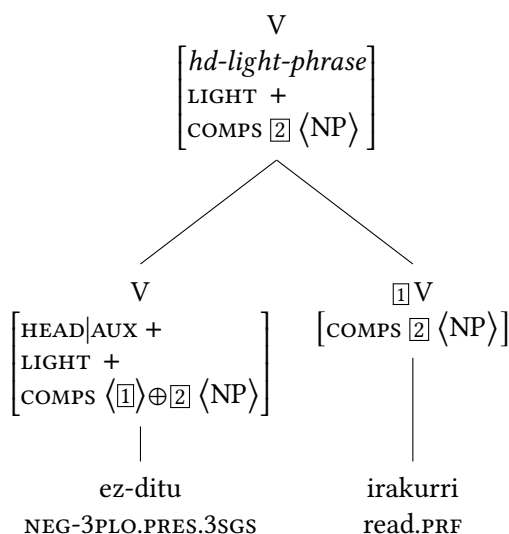 V
hd-light-phrase
LIGHT +
COMPS 2 ⟨NP⟩
V
HEAD|AUX +
LIGHT +
COMPS ⟨1⟩⊕2 ⟨NP⟩
1V
[COMPS 2 ⟨NP⟩]
ez-ditu
NEG-3PLO.PRES.3SGS
irakurri
read.PRF